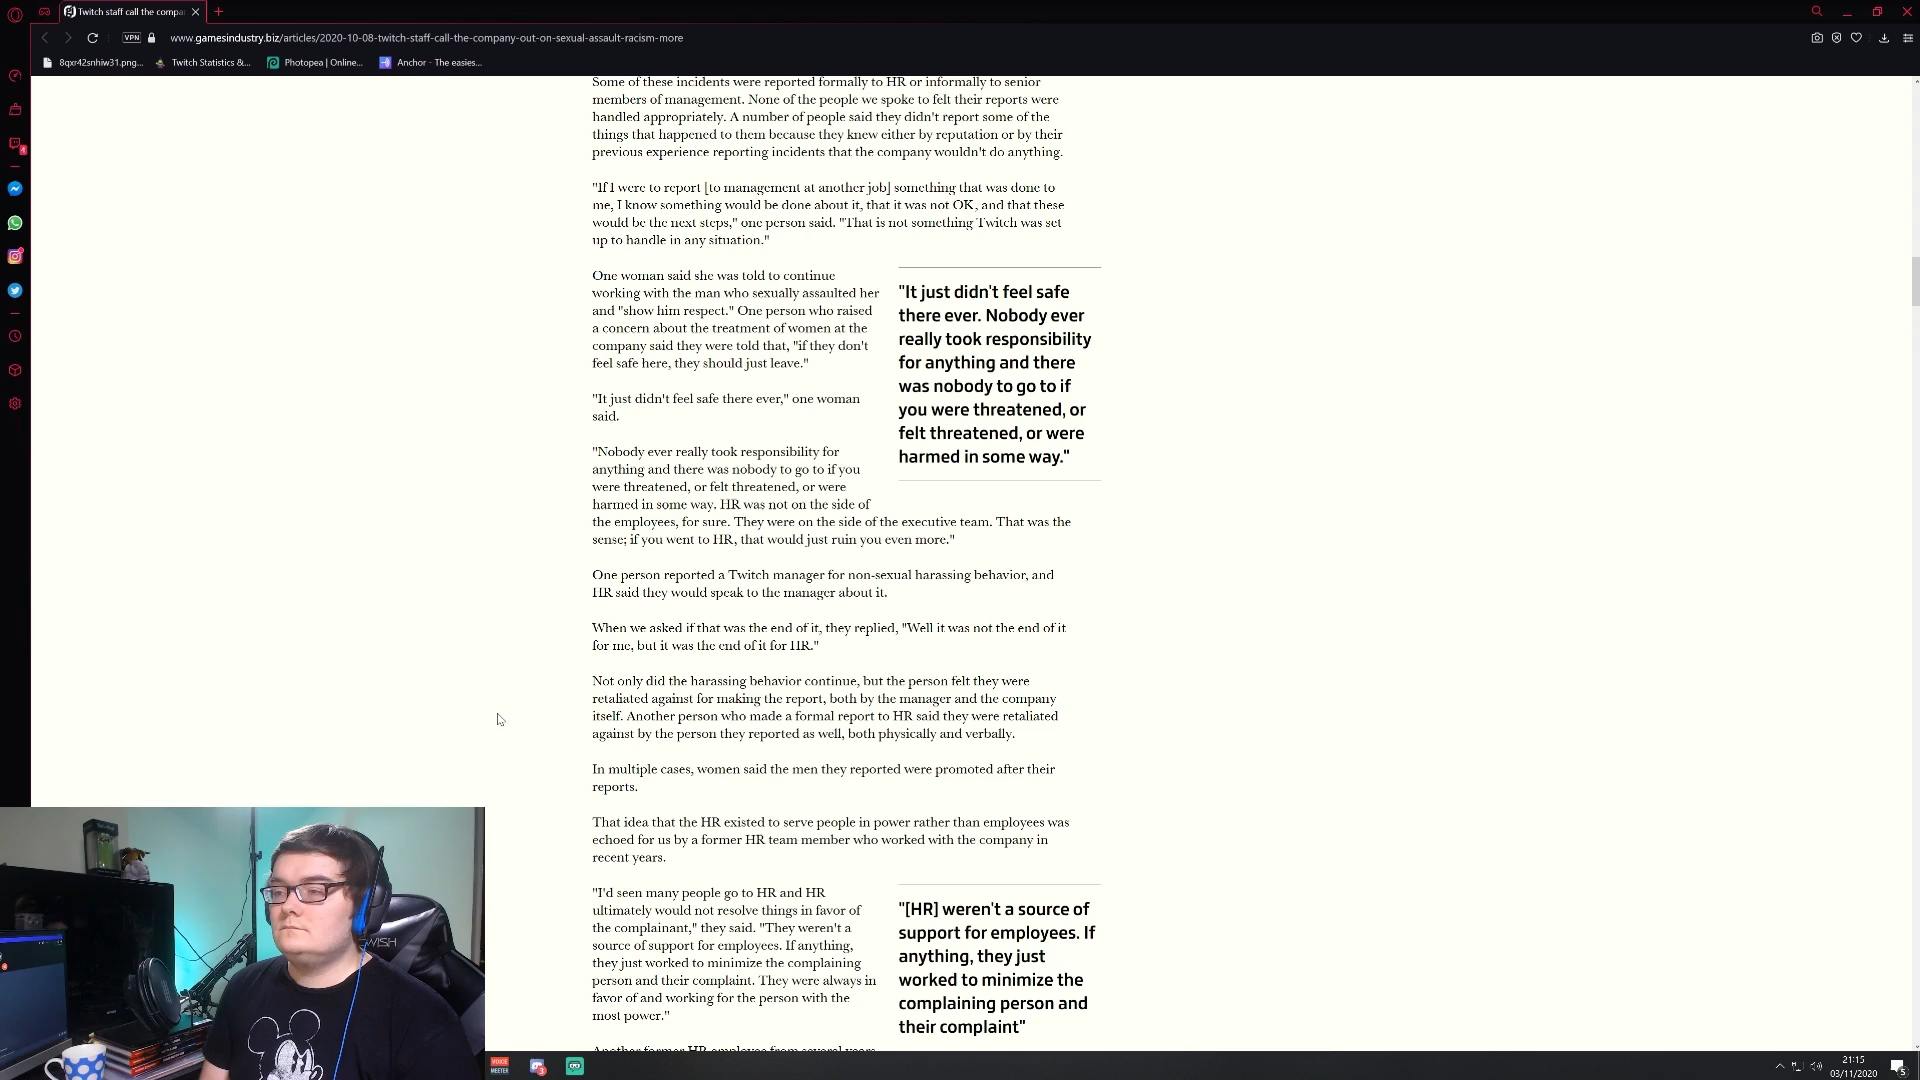 Twitch staff call the compa
VPN
www.gamesindustry.biz/articles/2020-10-08-twitch-staff-call-the-company-out-on-sexual-assault-racism-more
8qxr42snhiw31.png... Twitch Statistics &... Photopea | Online... Anchor - The easies...
Some of these incidents were reported formally to HR or informally to senior
members of management. None of the people we spoke to felt their reports were
handled appropriately. A number of people said they didn't report some of the
things that happened to them because they knew either by reputation or by their
previous experience reporting incidents that the company wouldn't do anything.
"If I were to report [to management at another job] something that was done to
me, I know something would be done about it, that it was not OK, and that these
would be the next steps," one person said. "That is not something Twitch was set
up to handle in any situation."
One woman said she was told to continue
working with the man who sexually assaulted her
and "show him respect." One person who raised
a concern about the treatment of women at the
company said they were told that, "if they don't
feel safe here, they should just leave."
"It just didn't feel safe there ever," one woman
said.
"It just didn't feel safe
there ever. Nobody ever
really took responsibility
for anything and there
was nobody to go to if
you were threatened, or
felt threatened, or were
harmed in some way."
"Nobody ever really took responsibility for
anything and there was nobody to go to if you
were threatened, or felt threatened, or were
harmed in some way. HR was not on the side of
the employees, for sure. They were on the side of the executive team. That was the
sense; if you went to HR, that would just ruin you even more."
One person reported a Twitch manager for non-sexual harassing behavior, and
HR said they would speak to the manager about it.
When we asked if that was the end of it, they replied, "Well it was not the end of it
for me, but it was the end of it for HR."
Not only did the harassing behavior continue, but the person felt they were
retaliated against for making the report, both by the manager and the company
itself. Another person who made a formal report to HR said they were retaliated
against by the person they reported as well, both physically and verbally.
In multiple cases, women said the men they reported were promoted after their
reports.
That idea that the HR existed to serve people in power rather than employees was
echoed for us by a former HR team member who worked with the company in
recent years.
"I'd seen many people go to HR and HR
ultimately would not resolve things in favor of
the complainant," they said. "They weren't a
source of support for employees. If anything,
they just worked to minimize the complaining
person and their complaint. They were always in
favor of and working for the person with the
most power."
"[HR] weren't a source of
support for employees. If
anything, they just
worked to minimize the
complaining person and
their complaint"
Another former HR employee from several years
VOICE
MEETER
21:15
03/11/2020
5